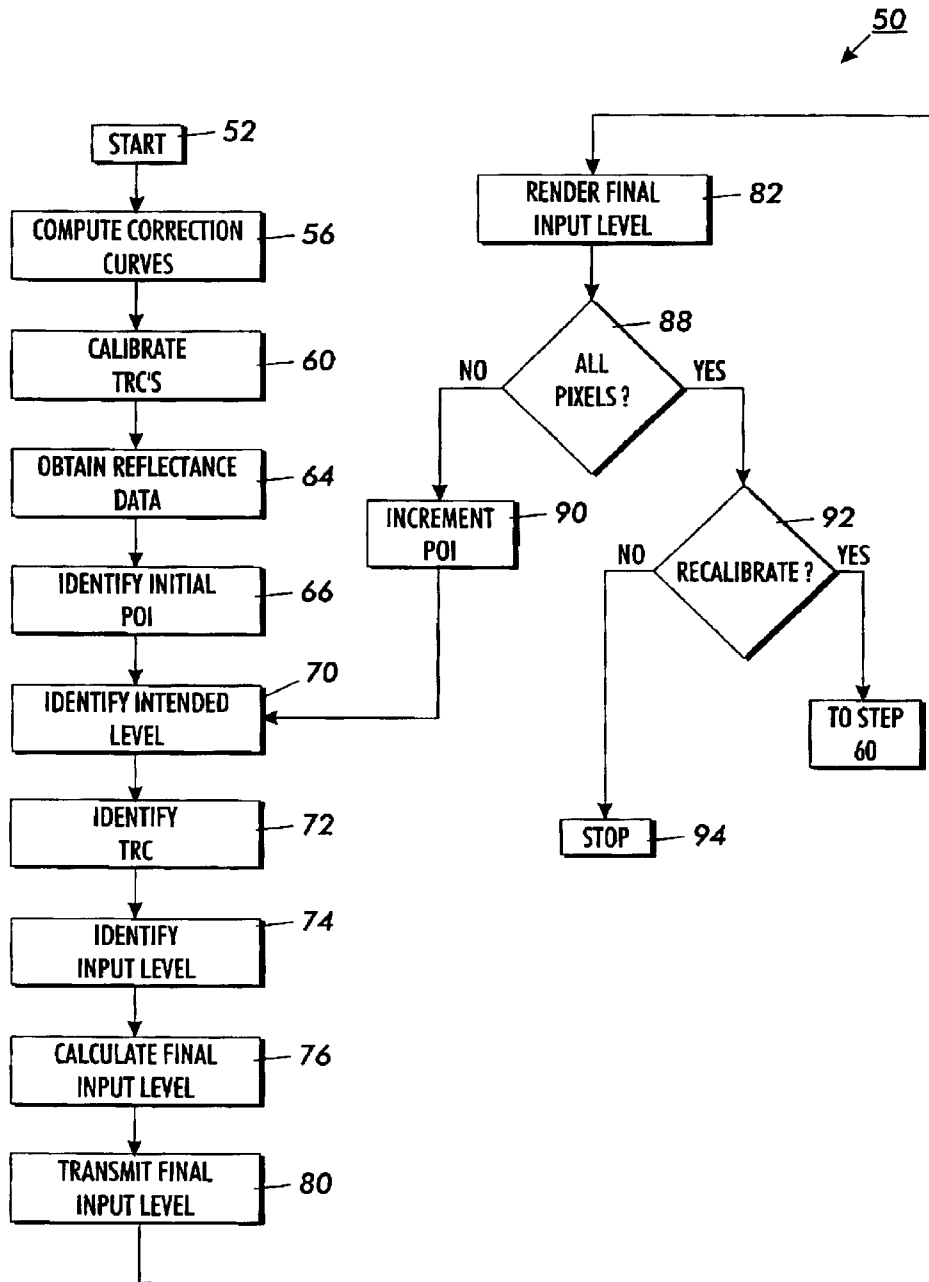 50
START
52
COMPUTE CORRECTION
CURVES
56
CALIBRATE
TRC'S
60
OBTAIN REFLECTANCE
DATA
64
IDENTIFY INITIAL
POI
66
IDENTIFY INTENDED
LEVEL
70
IDENTIFY
TRC
72
IDENTIFY
INPUT LEVEL
74
CALCULATE FINAL
INPUT LEVEL
76
TRANSMIT FINAL
INPUT LEVEL
80
RENDER FINAL
INPUT LEVEL
82
ALL
PIXELS ?
88
NO
YES
INCREMENT
POI
90
RECALIBRATE ?
92
NO
YES
TO STEP
60
STOP
94